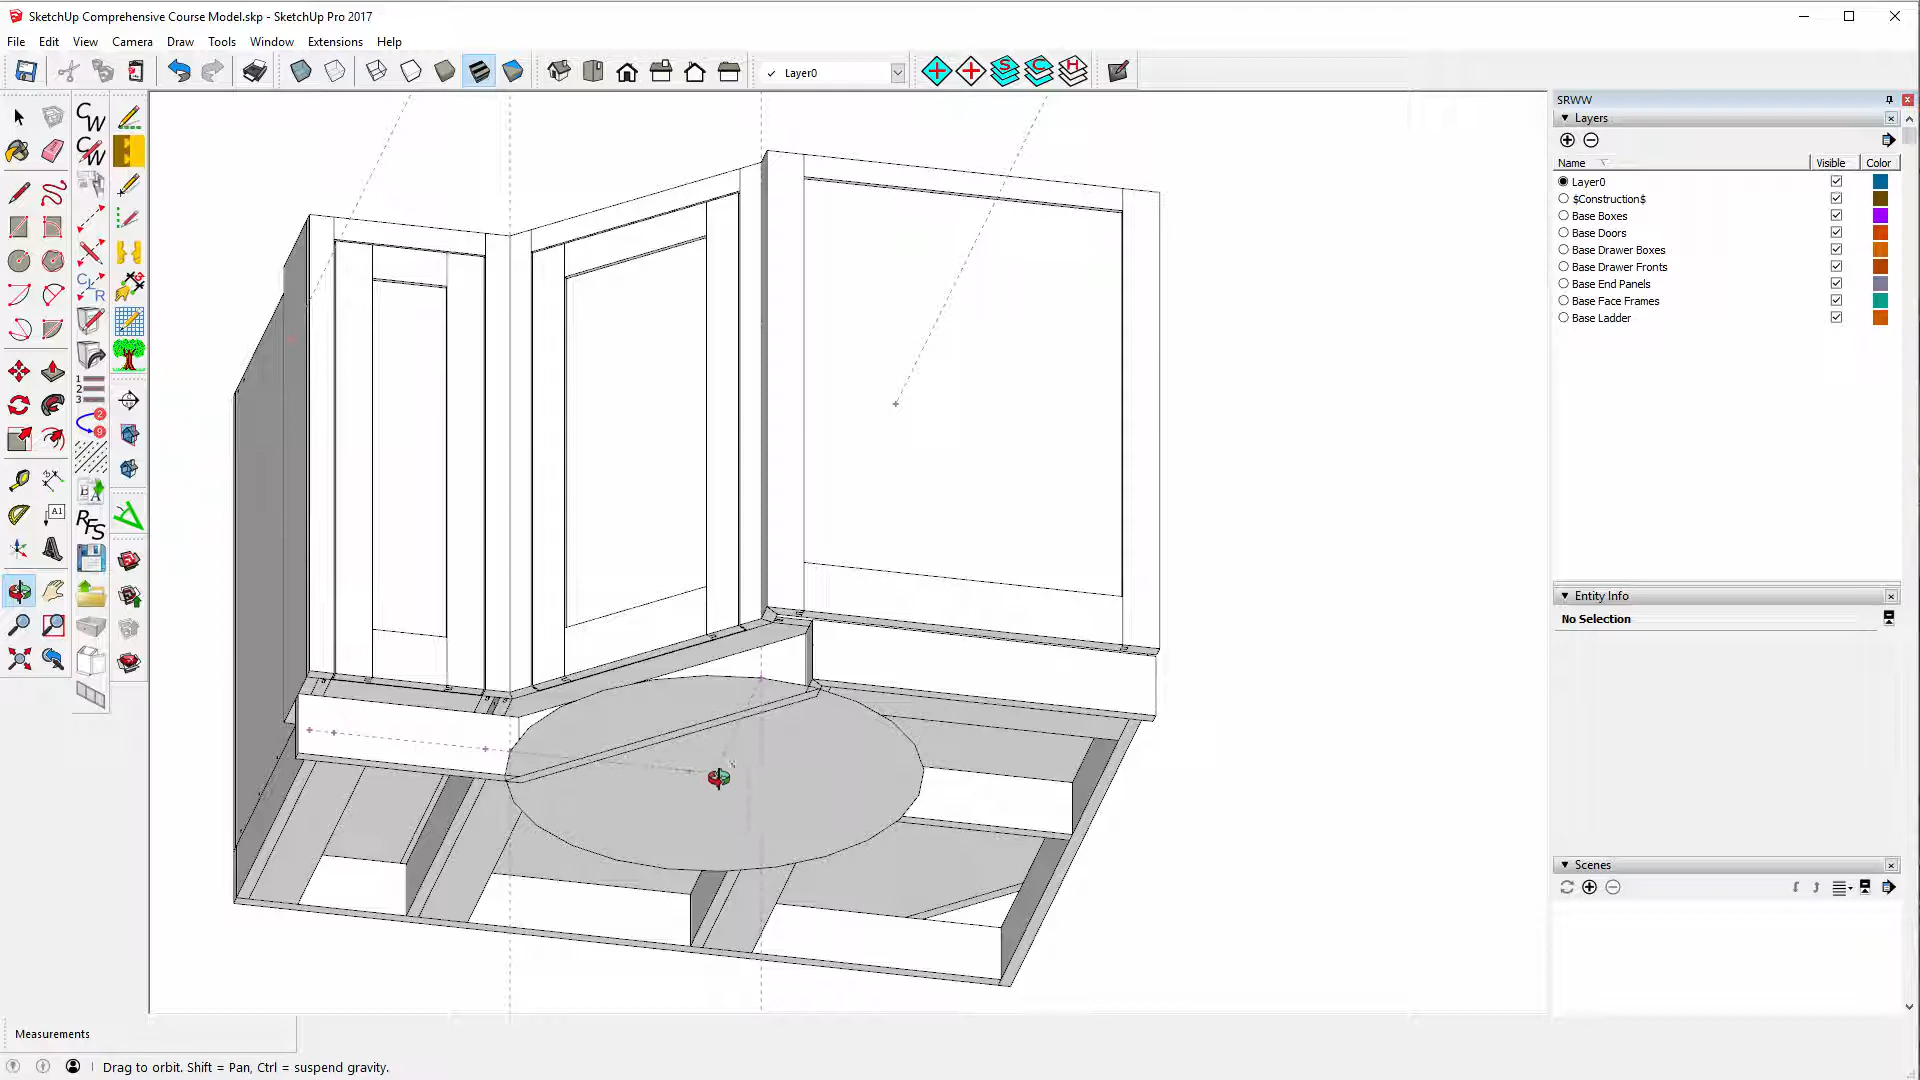 SketchUp Comprehensive Course Model.skp - SketchUp Pro 2017
File Edit View Camera Draw Tools Window Extensions Help
Layer0
SRWW
Layers
Name Visible Color
Layer0
$Construction$
Base Boxes
Base Doors
Base Drawer Boxes
Base Drawer Fronts
Base End Panels
Base Face Frames
Base Ladder
Entity Info
No Selection
Scenes
Measurements
Drag to orbit. Shift = Pan, Ctrl = suspend gravity.